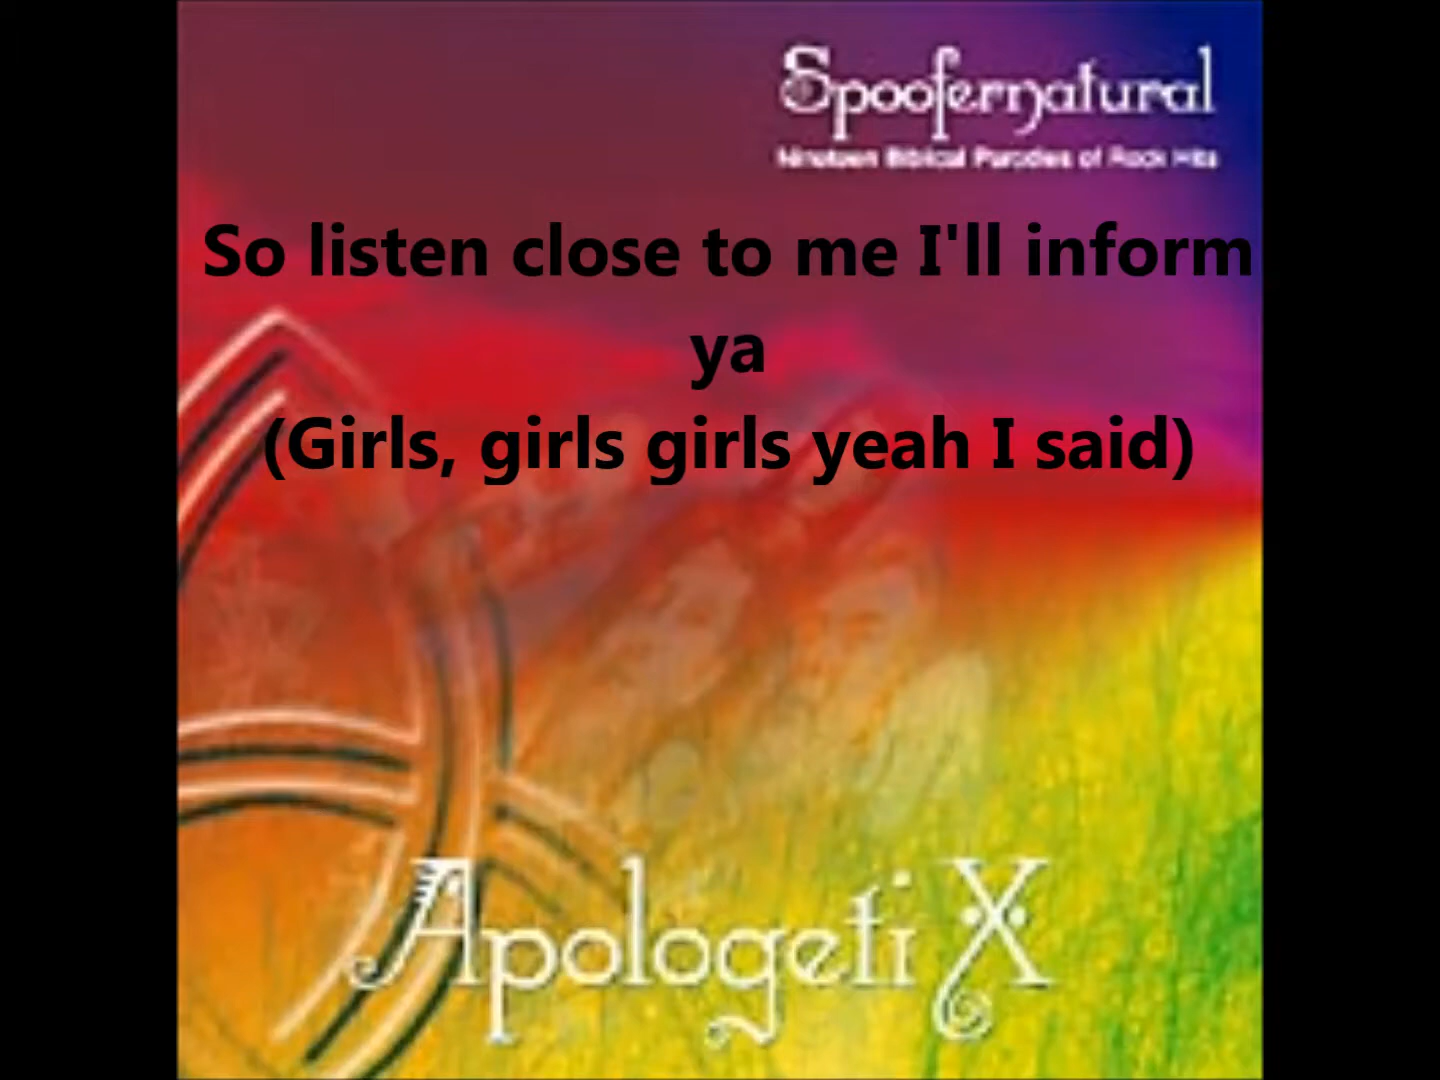 Spoofernatural
Nineteen Biblical Parodies of Rock Hits
So listen close to me I'll inform
ya
(Girls, girls girls yeah I said)
ApologetiX